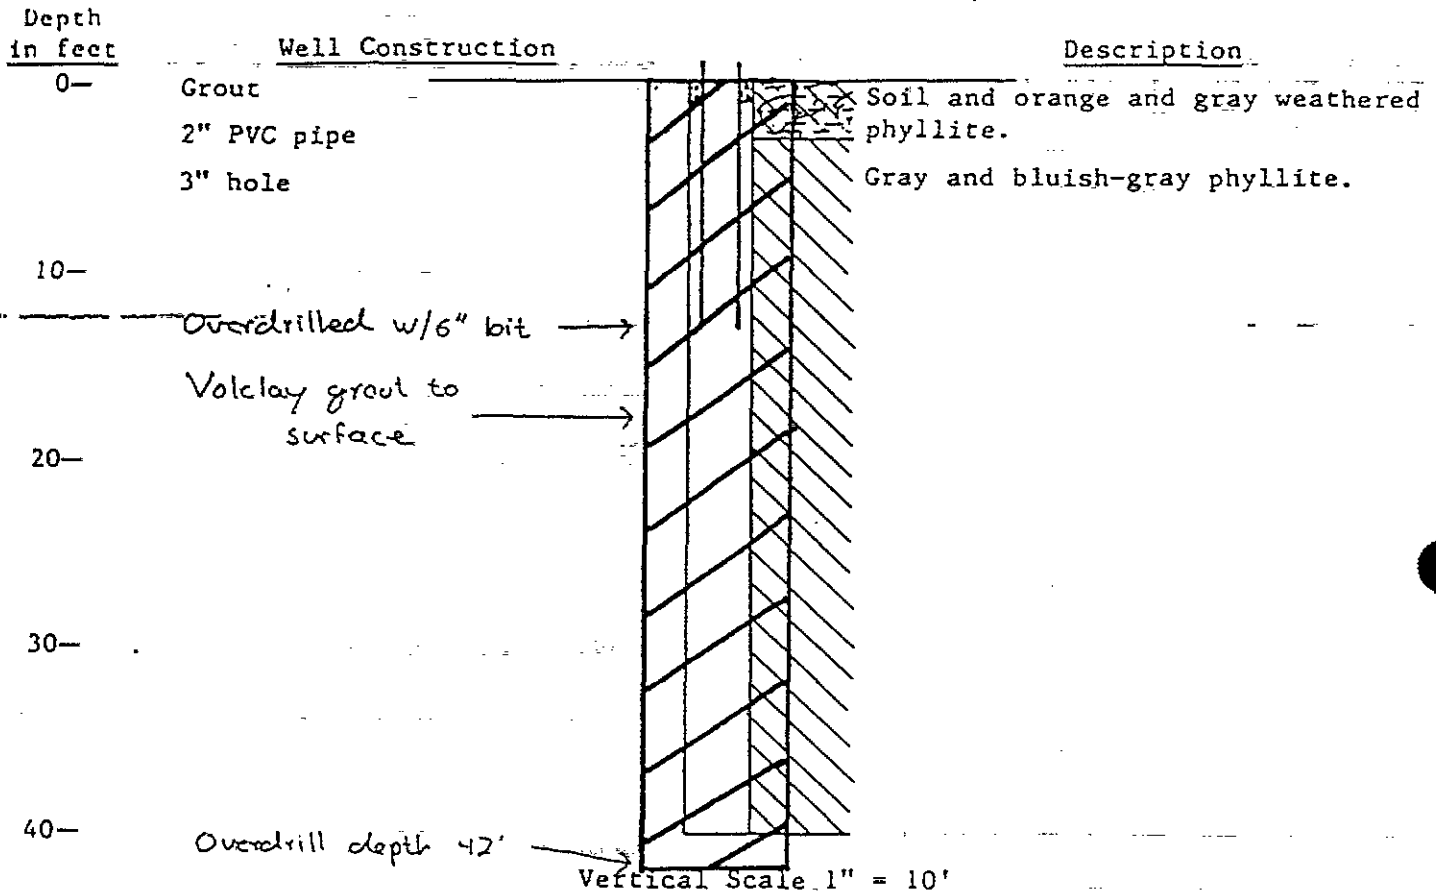 Depth
in feet
Well Construction
Description
0—
Grout
Soil and orange and gray weathered
phyllite.
2" PVC pipe
3" hole
Gray and bluish-gray phyllite.
10—
Overdrilled w/6" bit
Volclay grout to
surface
20—
30—
40—
Overdrill depth 42'
Vertical Scale 1" = 10'